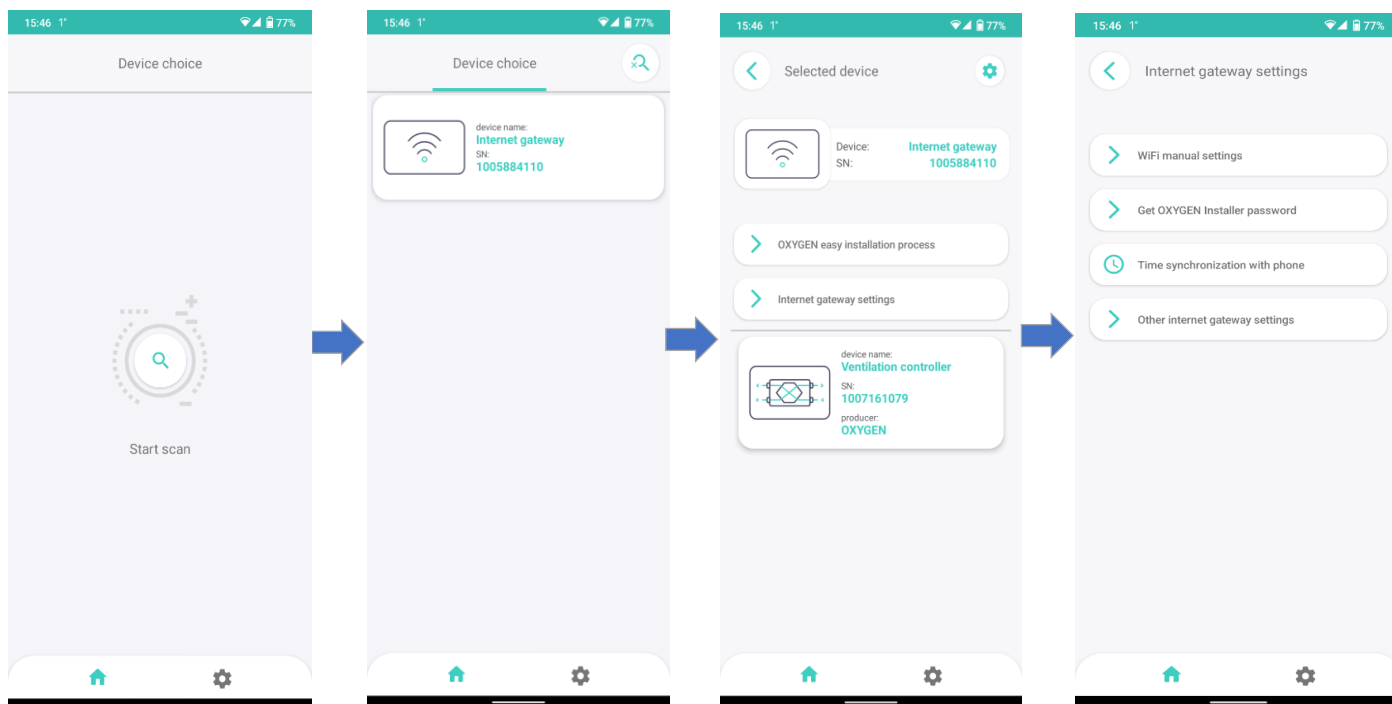 15:46 1°
77%
Device choice
Start scan
15:46 1°
77%
Device choice
device name:
Internet gateway
SN:
1005884110
15:46 1°
77%
Selected device
Device: Internet gateway
SN: 1005884110
OXYGEN easy installation process
Internet gateway settings
device name:
Ventilation controller
SN:
1007161079
producer:
OXYGEN
15:46 1°
77%
Internet gateway settings
WiFi manual settings
Get OXYGEN Installer password
Time synchronization with phone
Other internet gateway settings